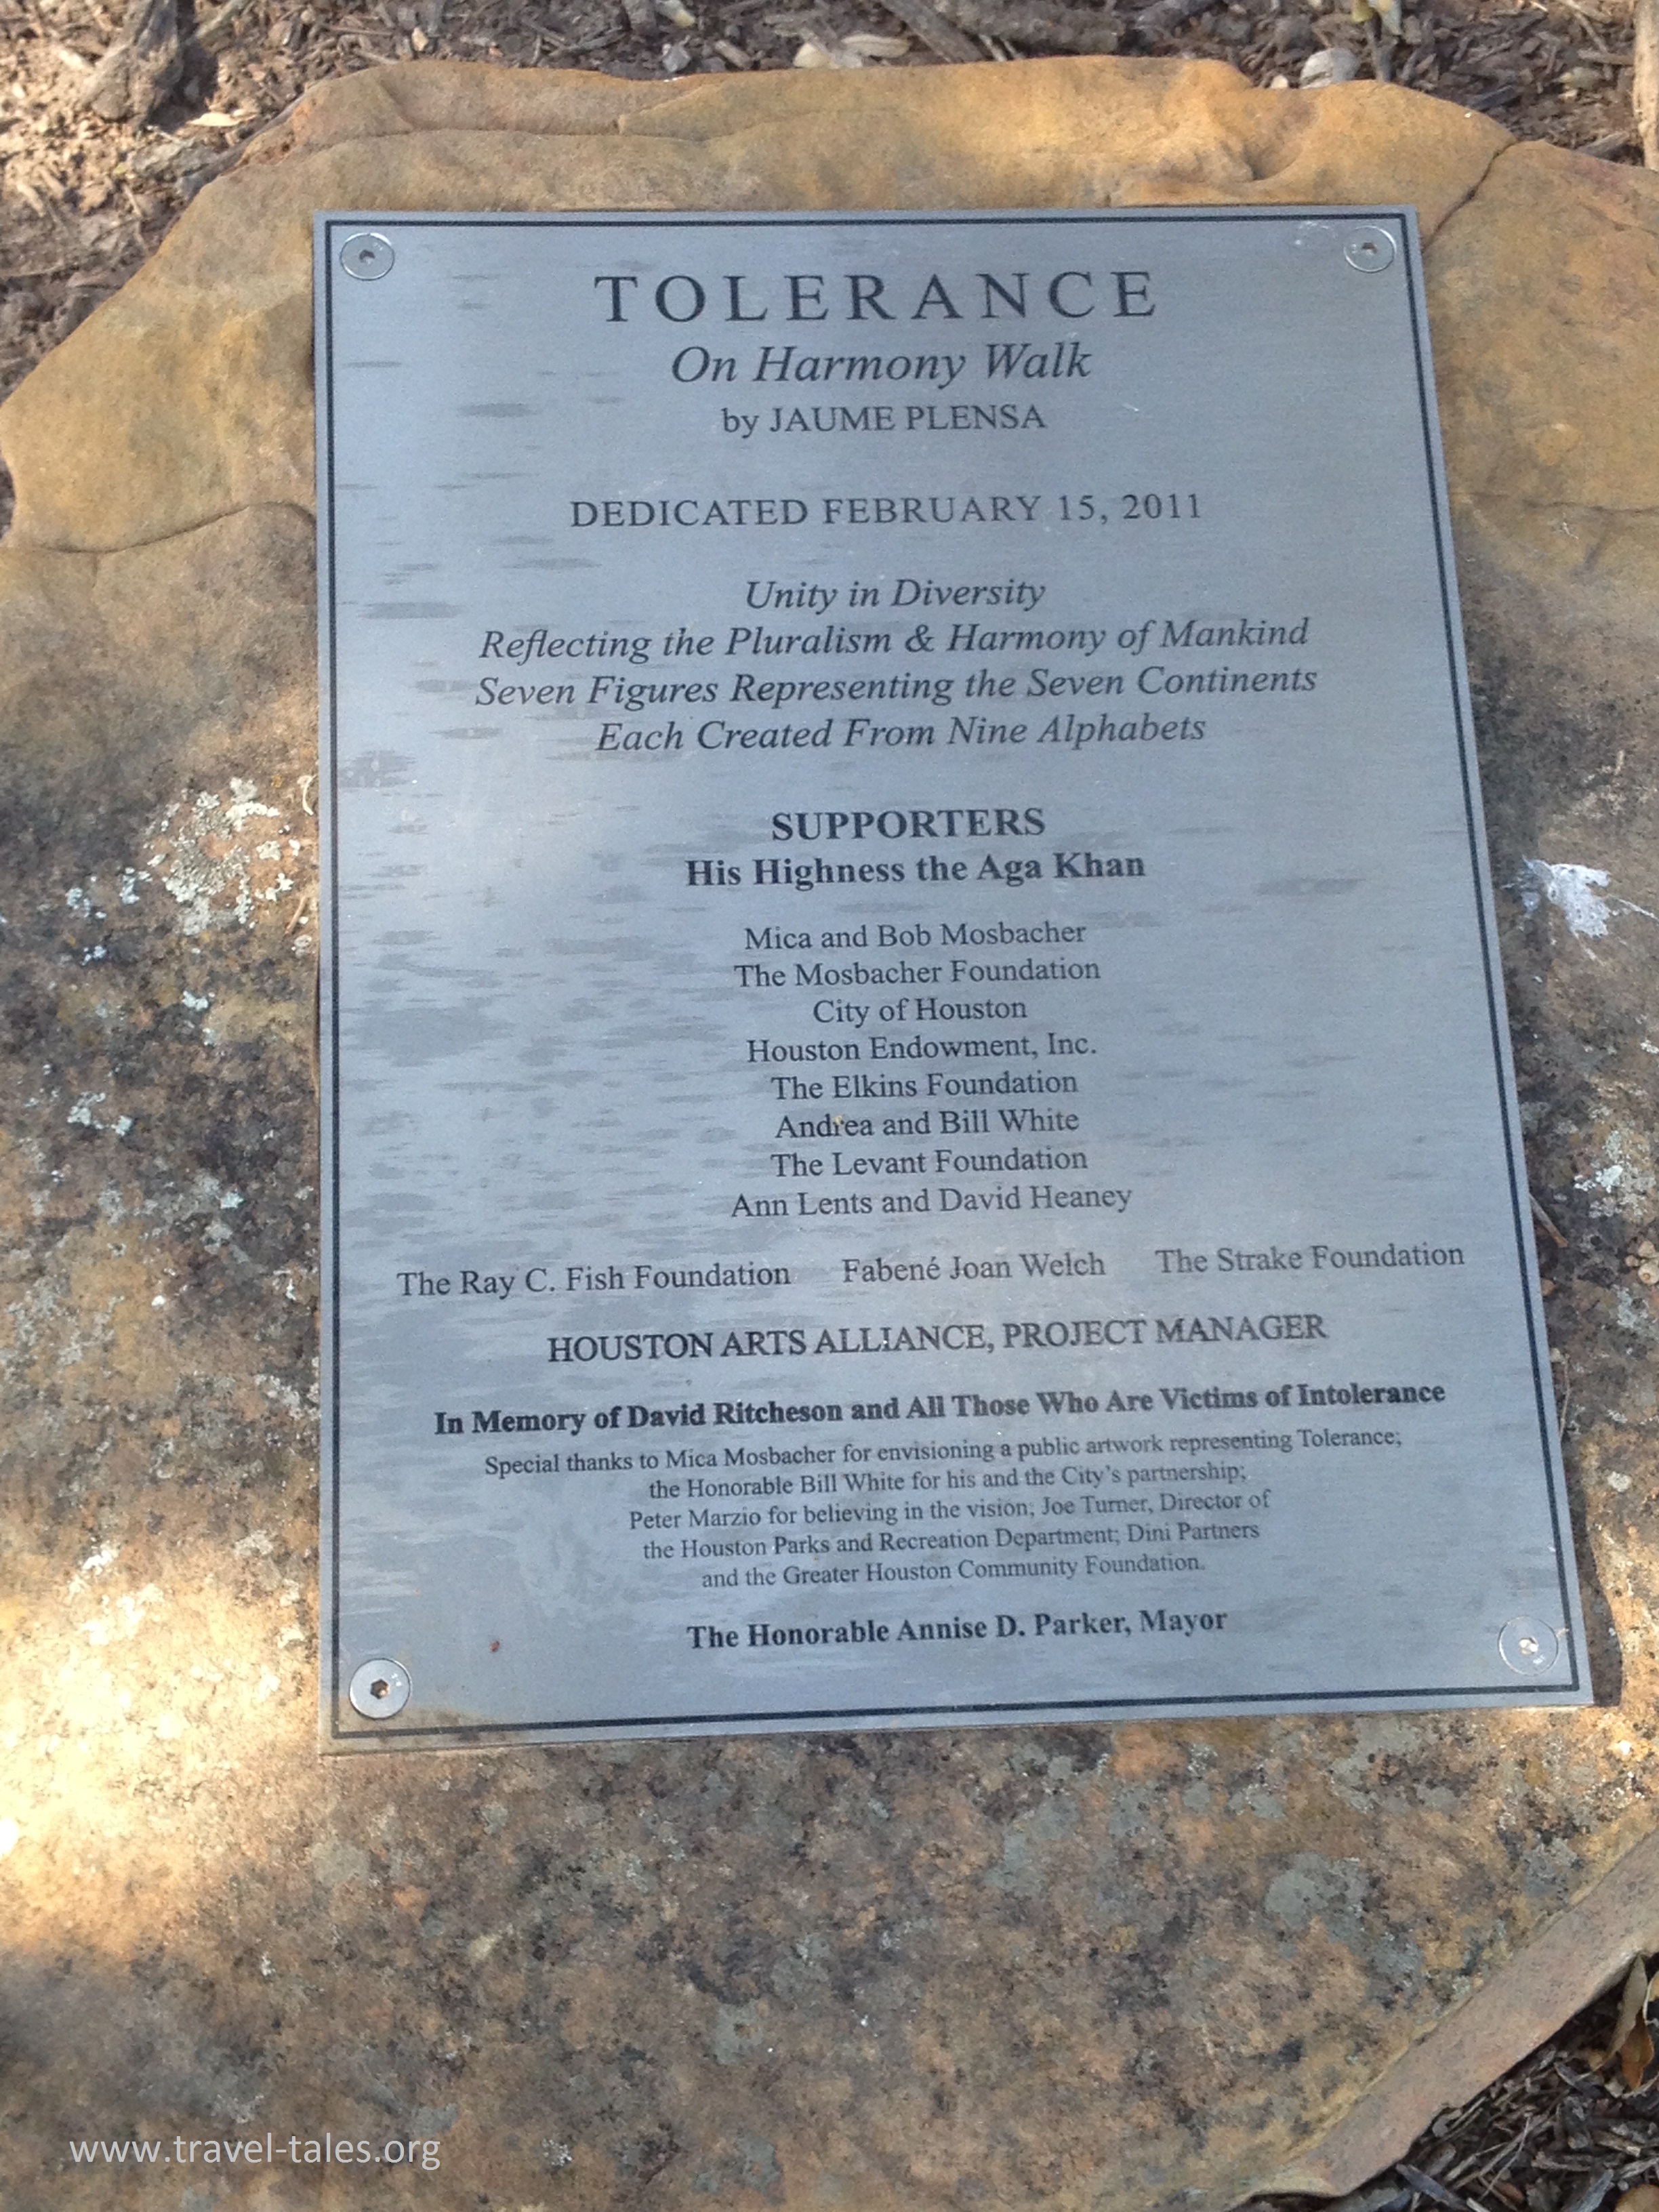 TOLERANCE
On Harmony Walk
by JAUME PLENSA
DEDICATED FEBRUARY 15, 2011
Unity in Diversity
Reflecting the Pluralism & Harmony of Mankind
Seven Figures Representing the Seven Continents
Each Created From Nine Alphabets
SUPPORTERS
His Highness the Aga Khan
Mica and Bob Mosbacher
The Mosbacher Foundation
City of Houston
Houston Endowment, Inc.
The Elkins Foundation
Andrea and Bill White
The Levant Foundation
Ann Lents and David Heaney
The Ray C. Fish Foundation Fabené Joan Welch The Strake Foundation
HOUSTON ARTS ALLIANCE, PROJECT MANAGER
In Memory of David Ritcheson and All Those Who Are Victims of Intolerance
Special thanks to Mica Mosbacher for envisioning a public artwork representing Tolerance;
the Honorable Bill White for his and the City's partnership;
Peter Marzio for believing in the vision; Joe Turner, Director of
the Houston Parks and Recreation Department; Dini Partners
and the Greater Houston Community Foundation.
The Honorable Annise D. Parker, Mayor
www.travel-tales.org